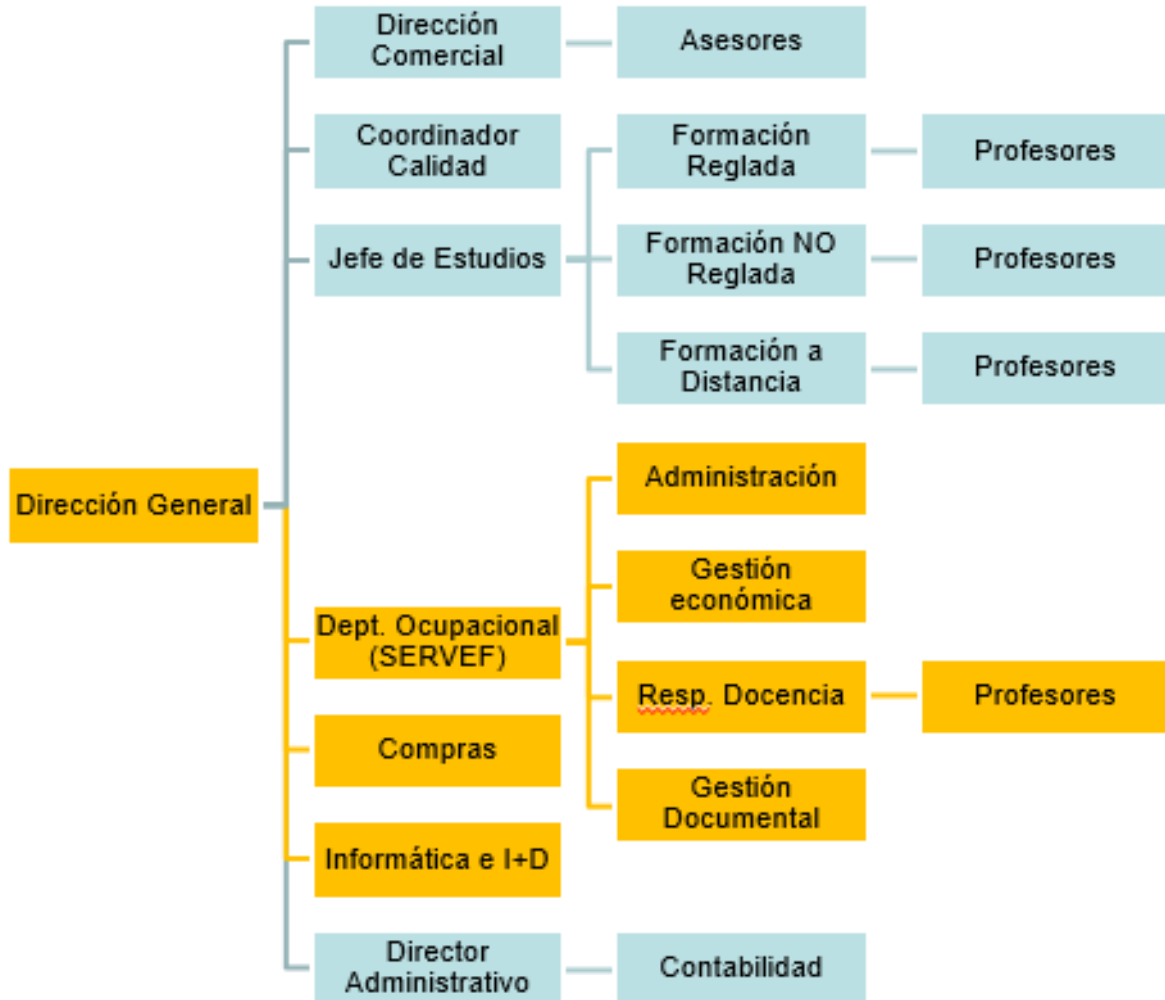 Dirección
Comercial
Asesores
Coordinador
Calidad
Formación
Reglada
Profesores
Jefe de Estudios
Formación NO
Reglada
Profesores
Formación a
Distancia
Profesores
Dirección General
Administración
Gestión
económica
Dept. Ocupacional
(SERVEF)
Resp. Docencia
Profesores
Compras
Gestión
Documental
Informática e I+D
Director
Administrativo
Contabilidad